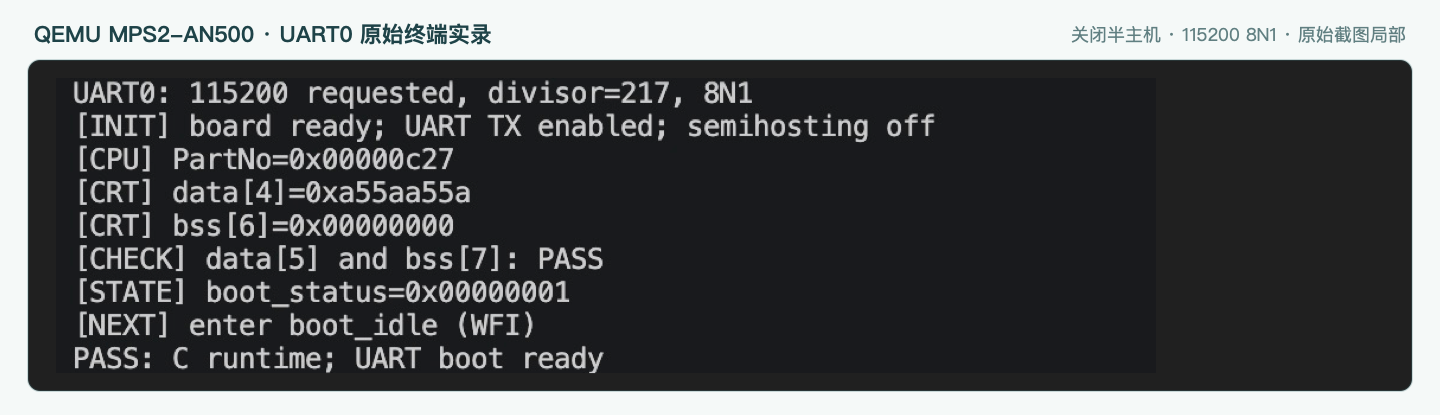 QEMU MPS2-AN500 · UART0 原始终端实录
关闭半主机 · 115200 8N1 · 原始截图局部
UART0: 115200 requested, divisor=217, 8N1
[INIT] board ready; UART TX enabled; semihosting off
[CPU] PartNo=0x00000c27
[CRT] data[4]=0xa55aa55a
[CRT] bss[6]=0x00000000
[CHECK] data[5] and bss[7]: PASS
[STATE] boot_status=0x00000001
[NEXT] enter boot_idle (WFI)
PASS: C runtime; UART boot ready